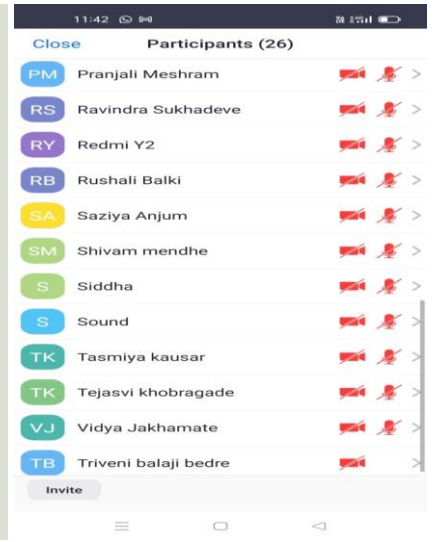 11:42
Close Participants (26)
PM Pranjali Meshram
RS Ravindra Sukhadeve
RY Redmi Y2
RB Rushali Balki
SA Saziya Anjum
SM Shivam mendhe
S Siddha
S Sound
TK Tasmiya kausar
TK Tejasvi khobragade
VJ Vidya Jakhamate
TB Triveni balaji bedre
Invite